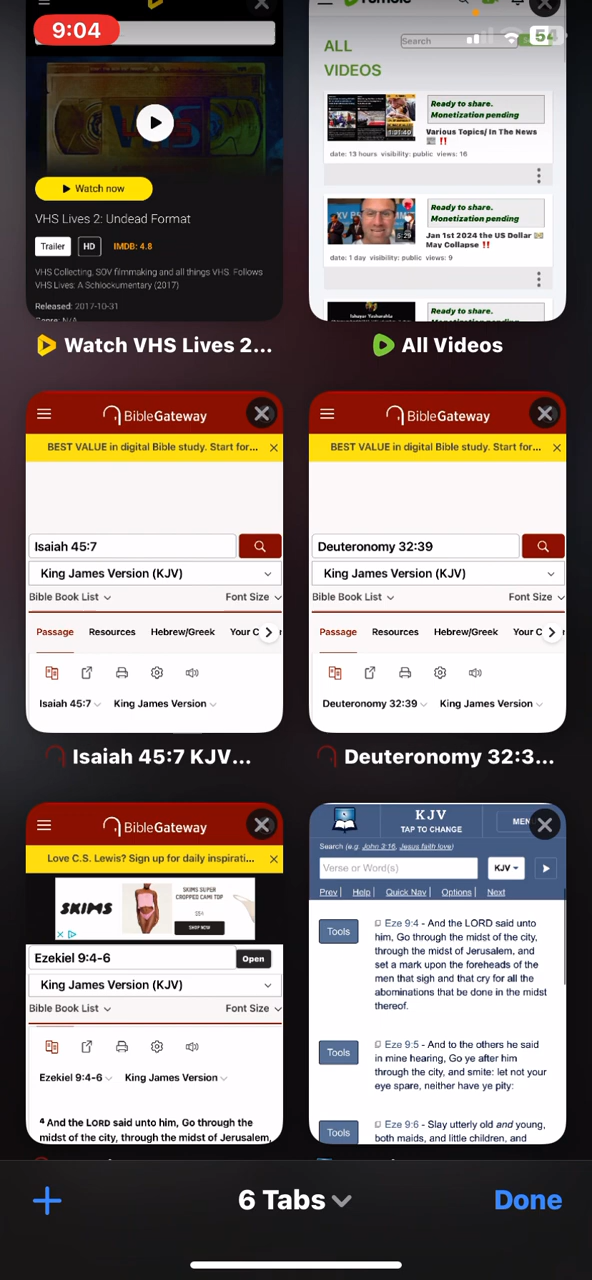 9:04
54
Watch now
VHS Lives 2: Undead Format
Trailer HD IMDB: 4.8
VHS Collecting, SOV filmmaking and all things VHS. Follows
VHS Lives: A Schlockumentary (2017)
Released: 2017-10-31
Watch VHS Lives 2...
ALL
VIDEOS
Search
Ready to share.
Monetization pending
Various Topics/ In The News
📰 ‼️
1:31:40
date: 13 hours visibility: public views: 16
Ready to share.
Monetization pending
Jan 1st 2024 the US Dollar 💴
May Collapse ‼️
5:29
date: 1 day visibility: public views: 9
Ready to share.
Monetization pending
All Videos
BibleGateway
BEST VALUE in digital Bible study. Start for... ×
Isaiah 45:7
King James Version (KJV)
Bible Book List Font Size
Passage Resources Hebrew/Greek Your C
Isaiah 45:7 King James Version
Isaiah 45:7 KJV...
BibleGateway
BEST VALUE in digital Bible study. Start for... ×
Deuteronomy 32:39
King James Version (KJV)
Bible Book List Font Size
Passage Resources Hebrew/Greek Your C
Deuteronomy 32:39 King James Version
Deuteronomy 32:3...
BibleGateway
Love C.S. Lewis? Sign up for daily inspirati... ×
SKIMS
SKIMS SUPER
CROPPED CAMI TOP
SHOP NOW
Ezekiel 9:4-6 Open
King James Version (KJV)
Bible Book List Font Size
Ezekiel 9:4-6 King James Version
4 And the LORD said unto him, Go through the
midst of the city, through the midst of Jerusalem,
KJV
TAP TO CHANGE
MEN
Search (e.g. John 3:16, Jesus faith love)
Verse or Word(s) KJV
Prev | Help | Quick Nav | Options | Next
Tools
Eze 9:4 - And the LORD said unto
him, Go through the midst of the city,
through the midst of Jerusalem, and
set a mark upon the foreheads of the
men that sigh and that cry for all the
abominations that be done in the midst
thereof.
Tools
Eze 9:5 - And to the others he said
in mine hearing, Go ye after him
through the city, and smite: let not your
eye spare, neither have ye pity:
Tools
Eze 9:6 - Slay utterly old and young,
both maids, and little children, and
6 Tabs
Done